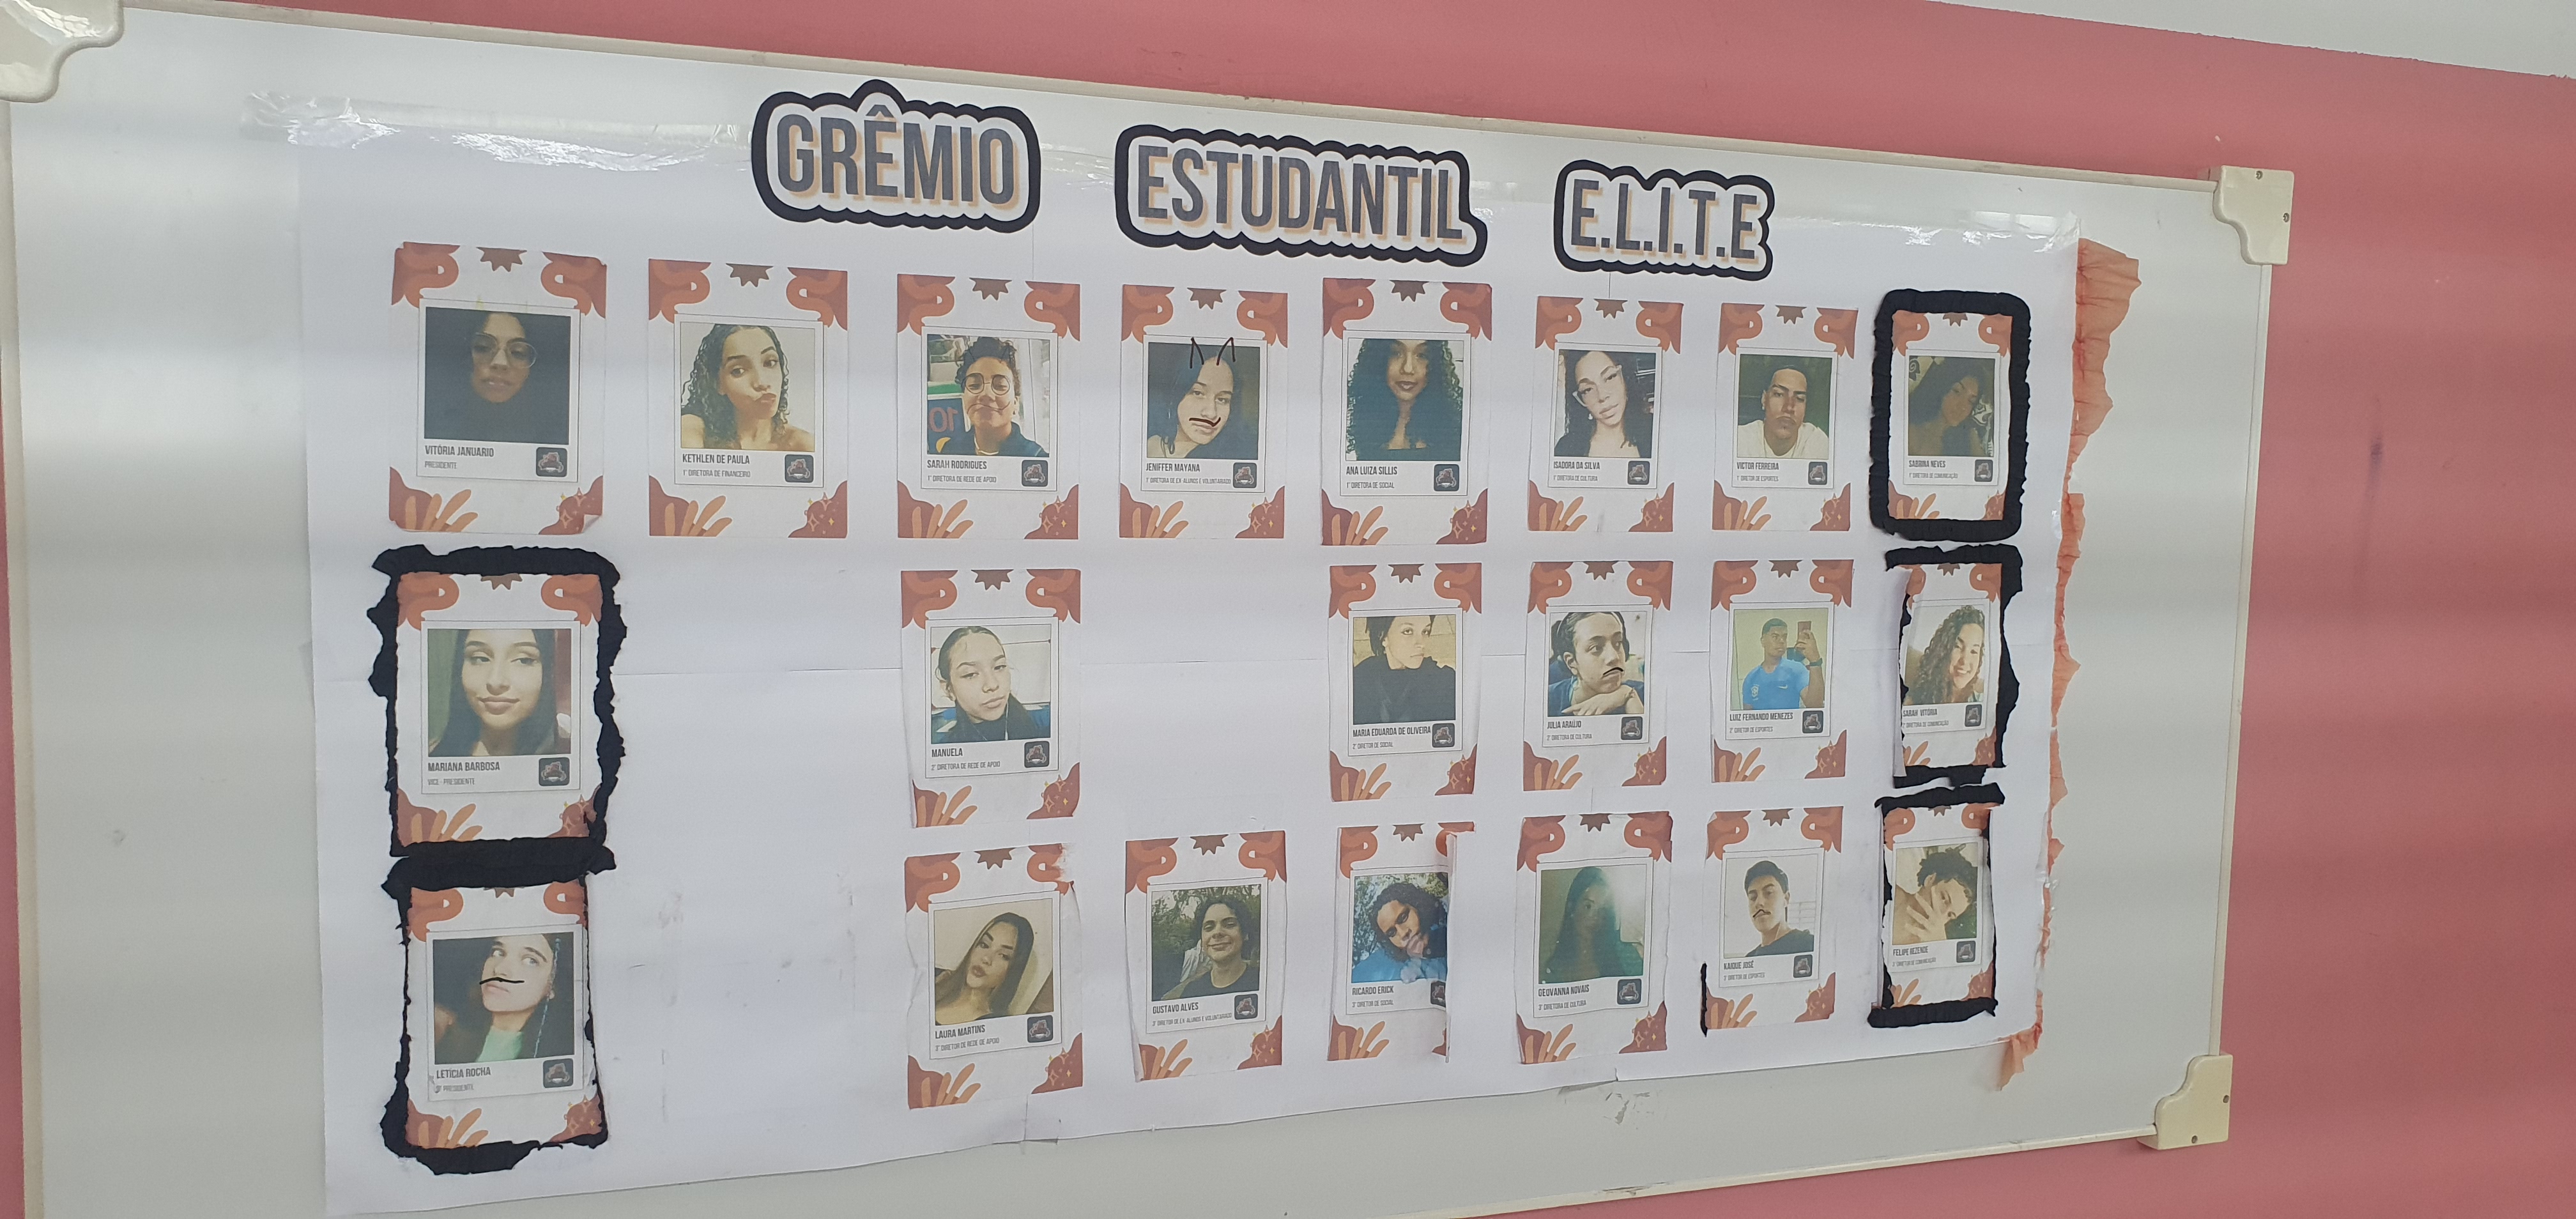 GRÊMIO ESTUDANTIL E.L.I.T.E
VITÓRIA JANUARIO
PRESIDENTE
KETHLEN DE PAULA
1ª DIRETORA DE FINANCEIRO
SARAH RODRIGUES
1ª DIRETORA DE REDE DE APOIO
JENIFFER MAYANA
1ª DIRETORA DE EX-ALUNOS E VOLUNTARIADO
ANA LUIZA SILLIS
1ª DIRETORA DE SOCIAL
ISADORA DA SILVA
1ª DIRETORA DE CULTURA
VICTOR FERREIRA
1º DIRETOR DE ESPORTES
SABRINA NEVES
1ª DIRETORA DE COMUNICAÇÃO
MARIANA BARBOSA
VICE - PRESIDENTE
MANUELA
2ª DIRETORA DE REDE DE APOIO
MARIA EDUARDA DE OLIVEIRA
2º DIRETOR DE SOCIAL
JÚLIA ARAÚJO
2ª DIRETORA DE CULTURA
LUIZ FERNANDO MENEZES
2º DIRETOR DE ESPORTES
SARAH VITÓRIA
2ª DIRETORA DE COMUNICAÇÃO
LETÍCIA ROCHA
3ª PRESIDENTE
LAURA MARTINS
3ª DIRETOR DE REDE DE APOIO
GUSTAVO ALVES
3º DIRETOR DE EX-ALUNOS E VOLUNTARIADO
RICARDO ERICK
3º DIRETOR DE SOCIAL
GEOVANNA NOVAIS
3ª DIRETORA DE CULTURA
KAIQUE JOSÉ
3º DIRETOR DE ESPORTES
FELIPE REZENDE
3º DIRETOR DE COMUNICAÇÃO